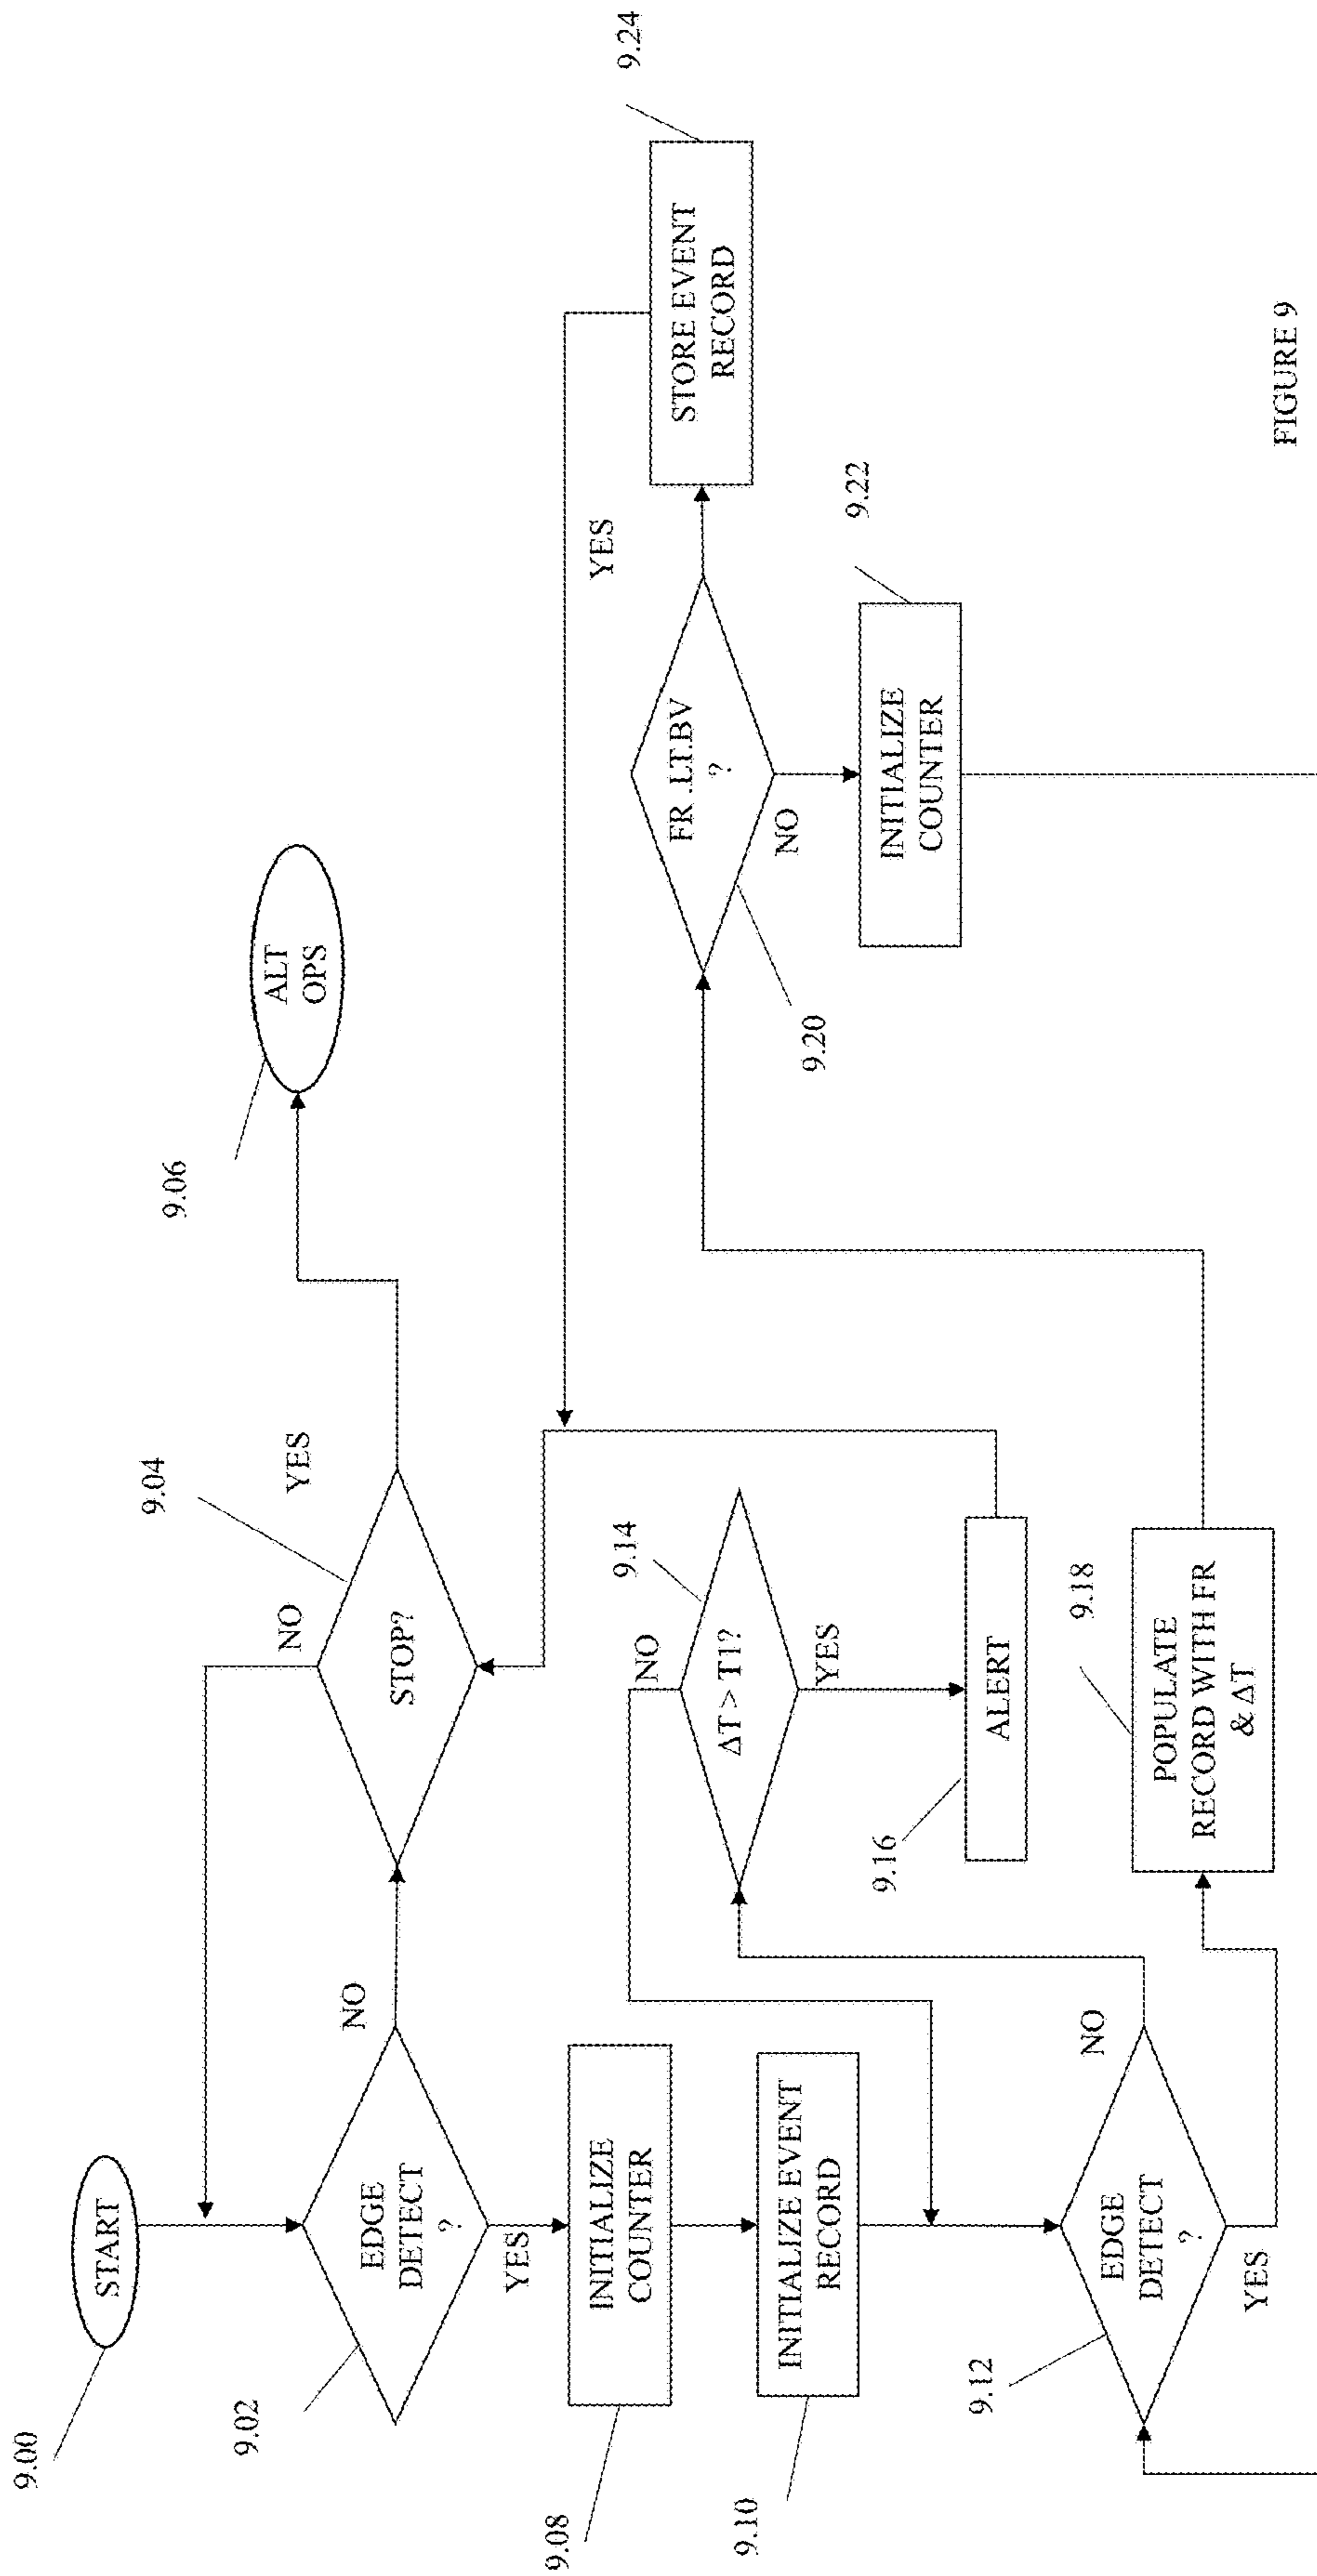 9.00
START
9.02
EDGE
DETECT
?
NO
YES
9.04
STOP?
NO
YES
9.06
ALT
OPS
9.08
INITIALIZE
COUNTER
9.10
INITIALIZE EVENT
RECORD
9.12
EDGE
DETECT
?
NO
YES
9.14
ΔT > T1?
NO
YES
9.16
ALERT
9.18
POPULATE
RECORD WITH FR
& ΔT
9.20
FR .LT.BV
?
YES
NO
9.22
INITIALIZE
COUNTER
9.24
STORE EVENT
RECORD
FIGURE 9